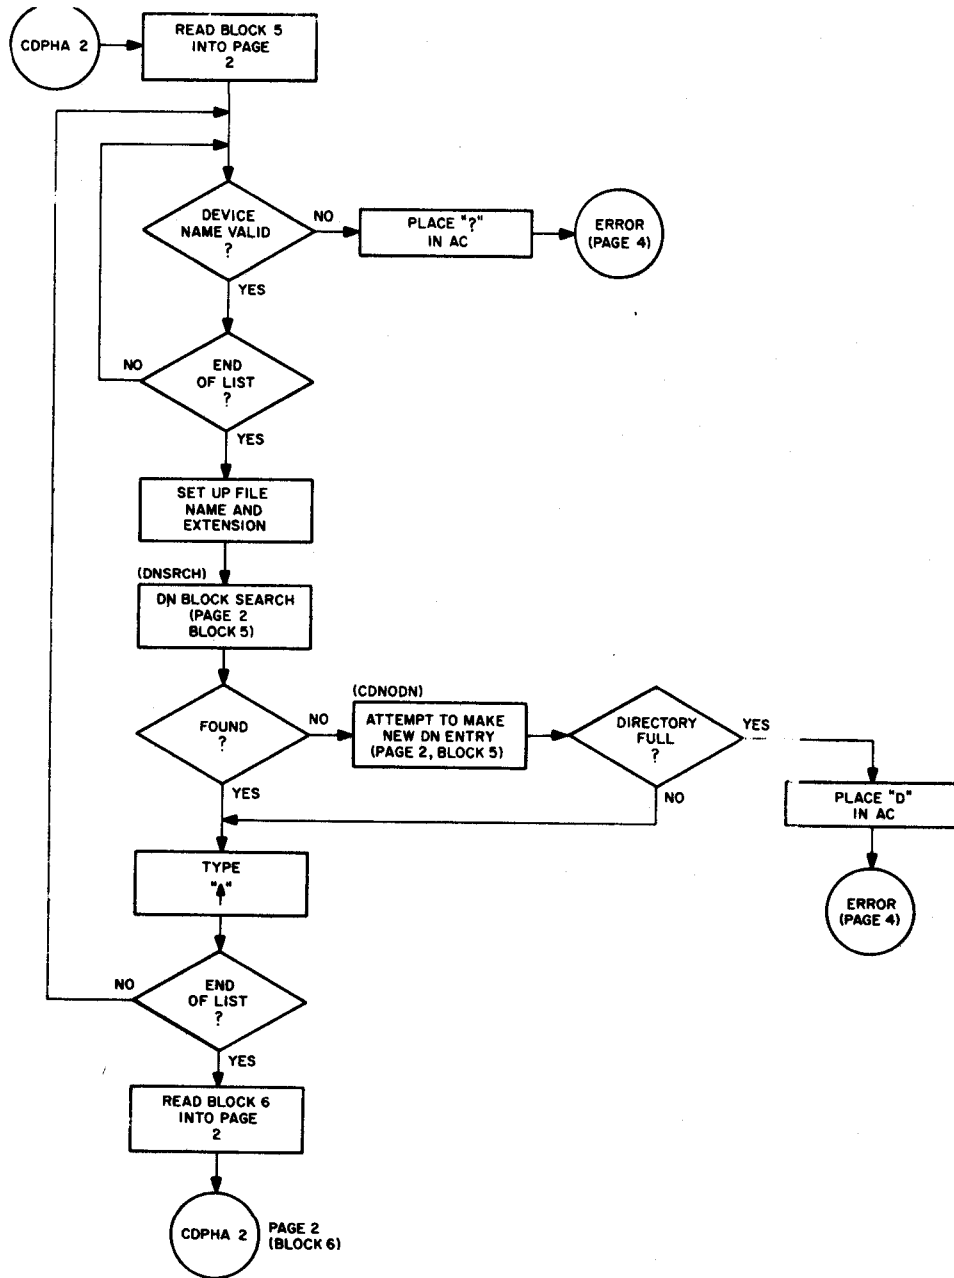 CDPHA 2
READ BLOCK 5
INTO PAGE
2
DEVICE
NAME VALID
?
NO
PLACE "?"
IN AC
ERROR
(PAGE 4)
YES
END
OF LIST
?
NO
YES
SET UP FILE
NAME AND
EXTENSION
(DNSRCH)
DN BLOCK SEARCH
(PAGE 2
BLOCK 5)
FOUND
?
NO
(CDNODN)
ATTEMPT TO MAKE
NEW DN ENTRY
(PAGE 2, BLOCK 5)
DIRECTORY
FULL
?
YES
NO
PLACE "D"
IN AC
ERROR
(PAGE 4)
YES
TYPE
"↑"
END
OF LIST
?
NO
YES
READ BLOCK 6
INTO PAGE
2
CDPHA 2
PAGE 2
(BLOCK 6)